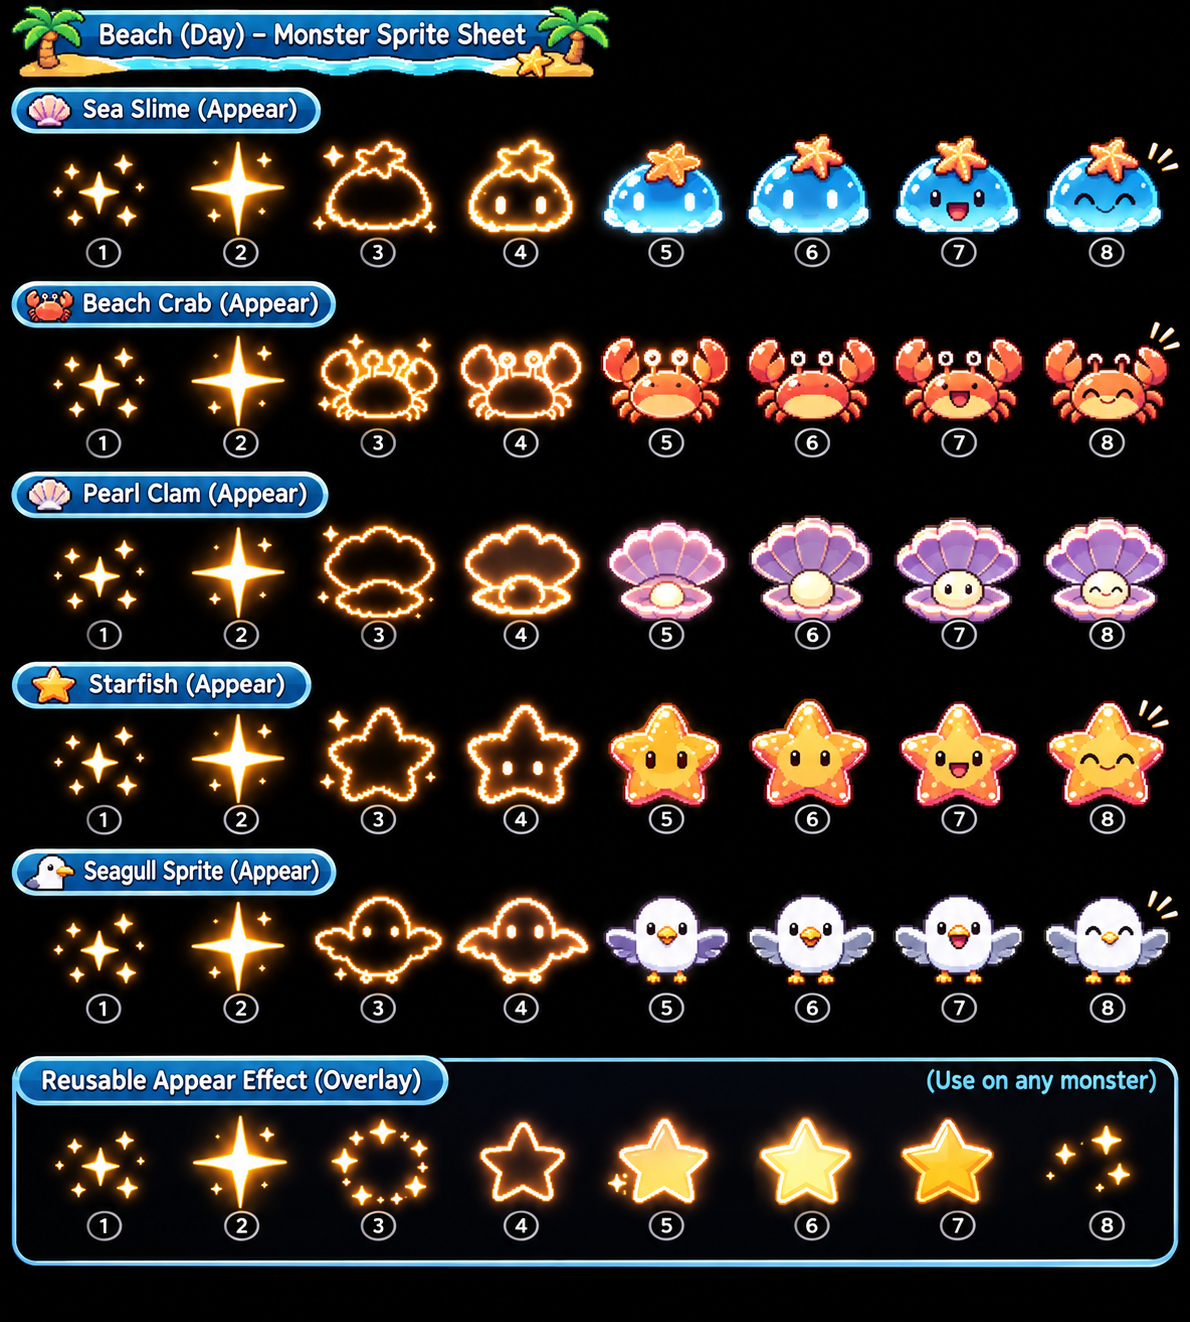 Beach (Day) – Monster Sprite Sheet
Sea Slime (Appear)
1 2 3 4 5 6 7 8
Beach Crab (Appear)
1 2 3 4 5 6 7 8
Pearl Clam (Appear)
1 2 3 4 5 6 7 8
Starfish (Appear)
1 2 3 4 5 6 7 8
Seagull Sprite (Appear)
1 2 3 4 5 6 7 8
Reusable Appear Effect (Overlay)
(Use on any monster)
1 2 3 4 5 6 7 8